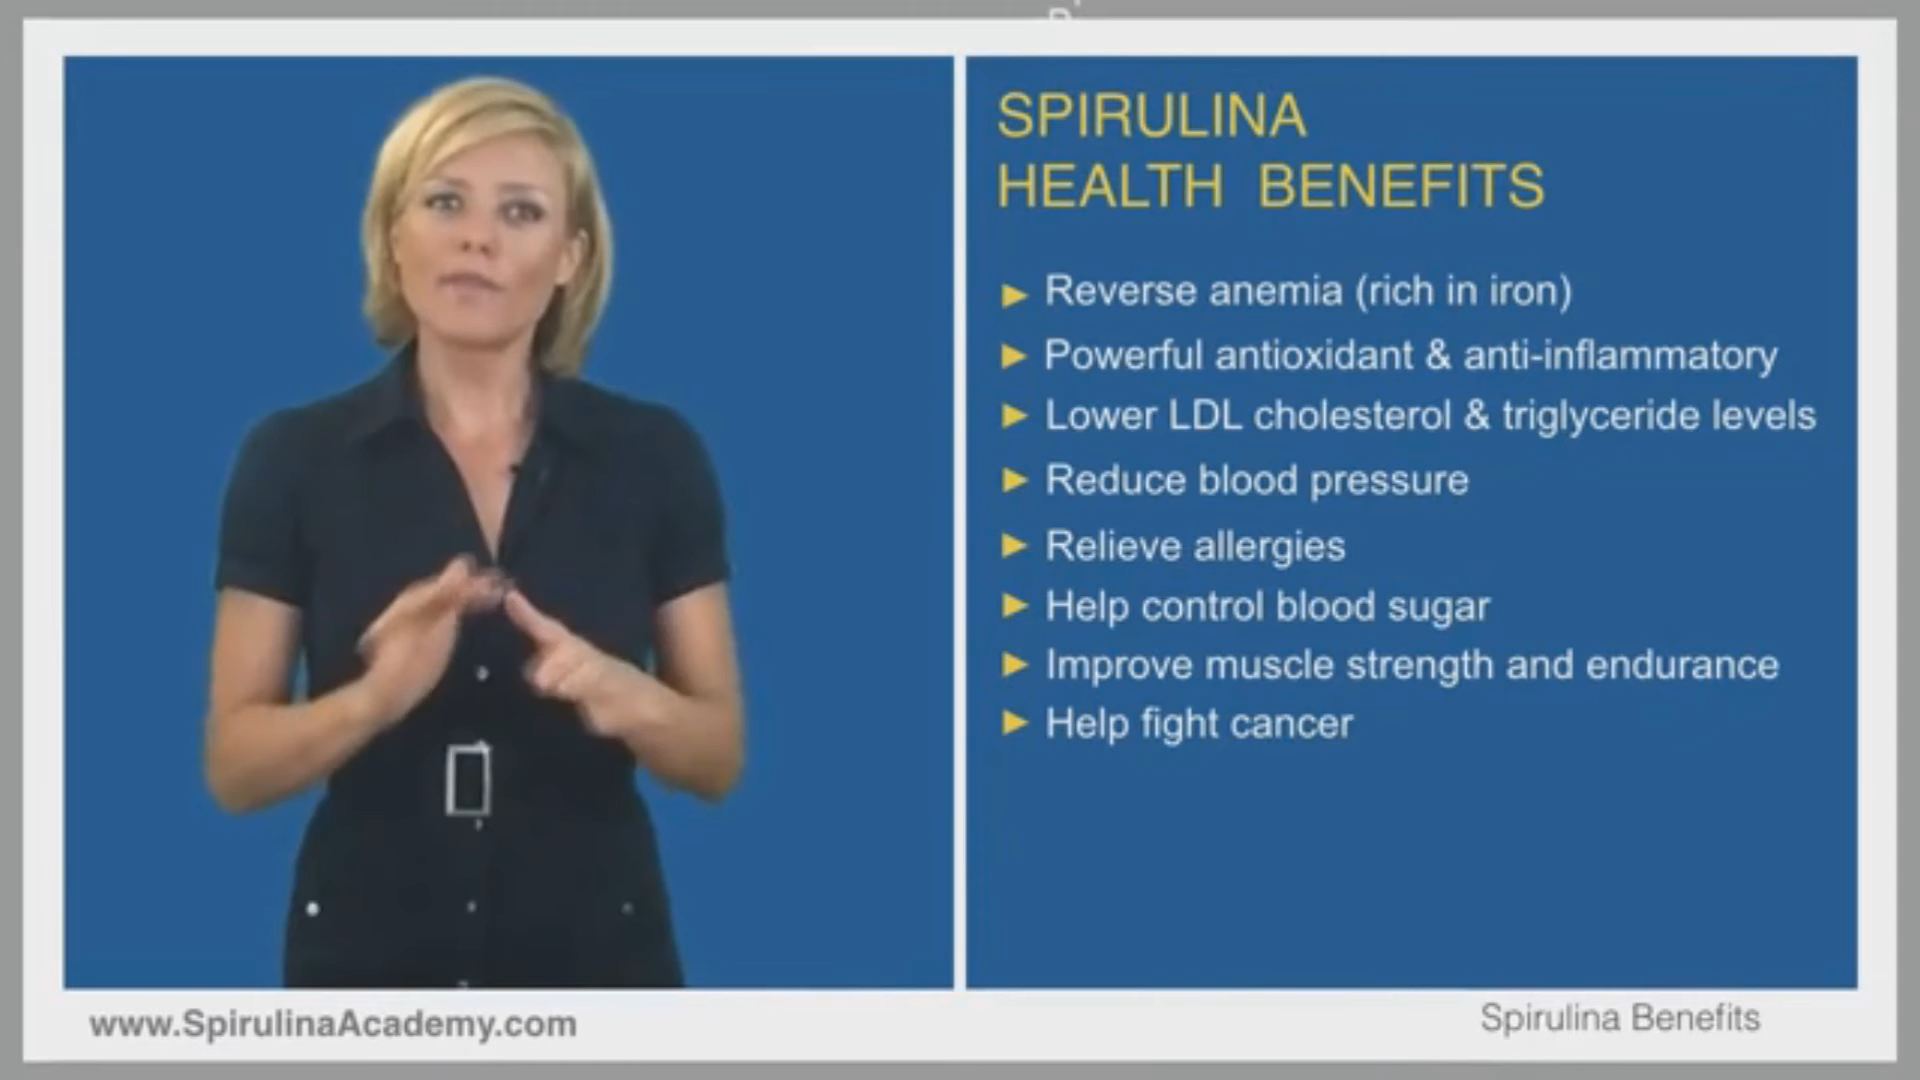 SPIRULINA
HEALTH BENEFITS
► Reverse anemia (rich in iron)
► Powerful antioxidant & anti-inflammatory
► Lower LDL cholesterol & triglyceride levels
► Reduce blood pressure
► Relieve allergies
► Help control blood sugar
► Improve muscle strength and endurance
► Help fight cancer
www.SpirulinaAcademy.com
Spirulina Benefits